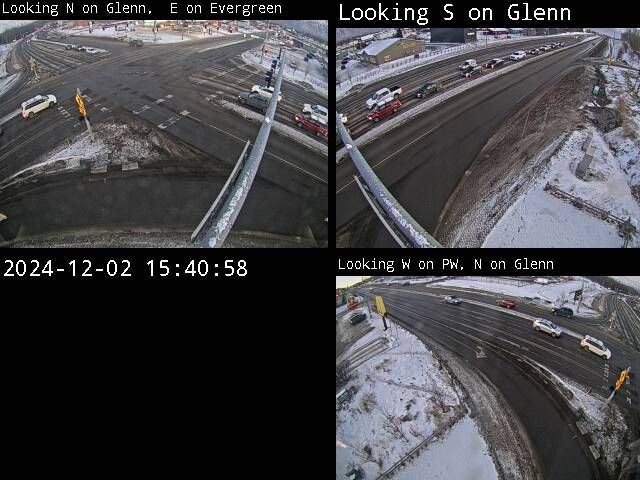 Looking N on Glenn,  E on Evergreen
Looking S on Glenn
2024-12-02 15:40:58
Looking W on PW, N on Glenn